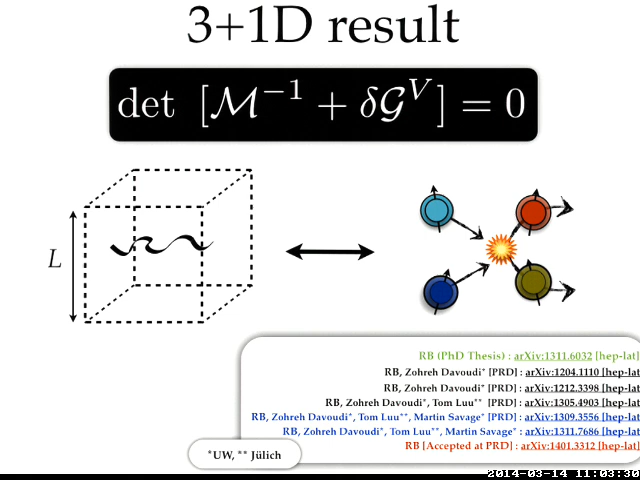 3+1D result
det [𝓜⁻¹ + δ𝓖ⱽ] = 0
L
RB (PhD Thesis) : arXiv:1311.6032 [hep-lat]
RB, Zohreh Davoudi* [PRD] : arXiv:1204.1110 [hep-lat
RB, Zohreh Davoudi* [PRD] : arXiv:1212.3398 [hep-lat
RB, Zohreh Davoudi*, Tom Luu** [PRD] : arXiv:1305.4903 [hep-lat
RB, Zohreh Davoudi*, Tom Luu**, Martin Savage* [PRD] : arXiv:1309.3556 [hep-lat
RB, Zohreh Davoudi*, Tom Luu**, Martin Savage* : arXiv:1311.7686 [hep-lat
RB [Accepted at PRD] : arXiv:1401.3312 [hep-lat
*UW, ** Jülich
2014-03-14 11:03:30